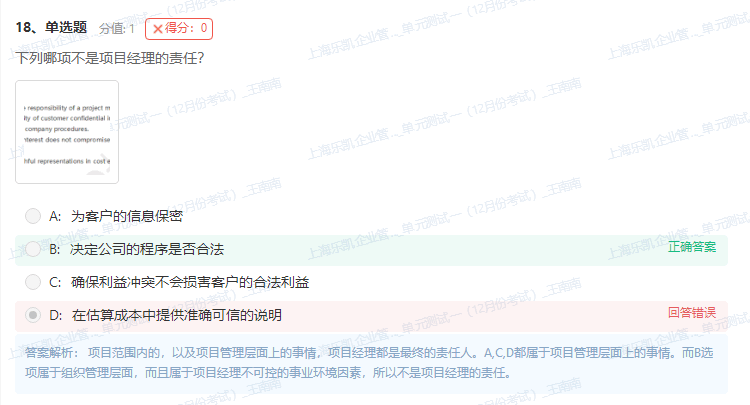 18、单选题 分值: 1 ✕得分：0
下列哪项不是项目经理的责任?
responsibility of a project m
ity of customer confidential i
company procedures.
nterest does not compromise
hful representations in cost e
A: 为客户的信息保密
B: 决定公司的程序是否合法 正确答案
C: 确保利益冲突不会损害客户的合法利益
D: 在估算成本中提供准确可信的说明 回答错误
答案解析： 项目范围内的，以及项目管理层面上的事情，项目经理都是最终的责任人。A,C,D都属于项目管理层面上的事情。而B选
项属于组织管理层面，而且属于项目经理不可控的事业环境因素，所以不是项目经理的责任。
上海乐凯,企业管._单元测试一（12月份考试）_王南南